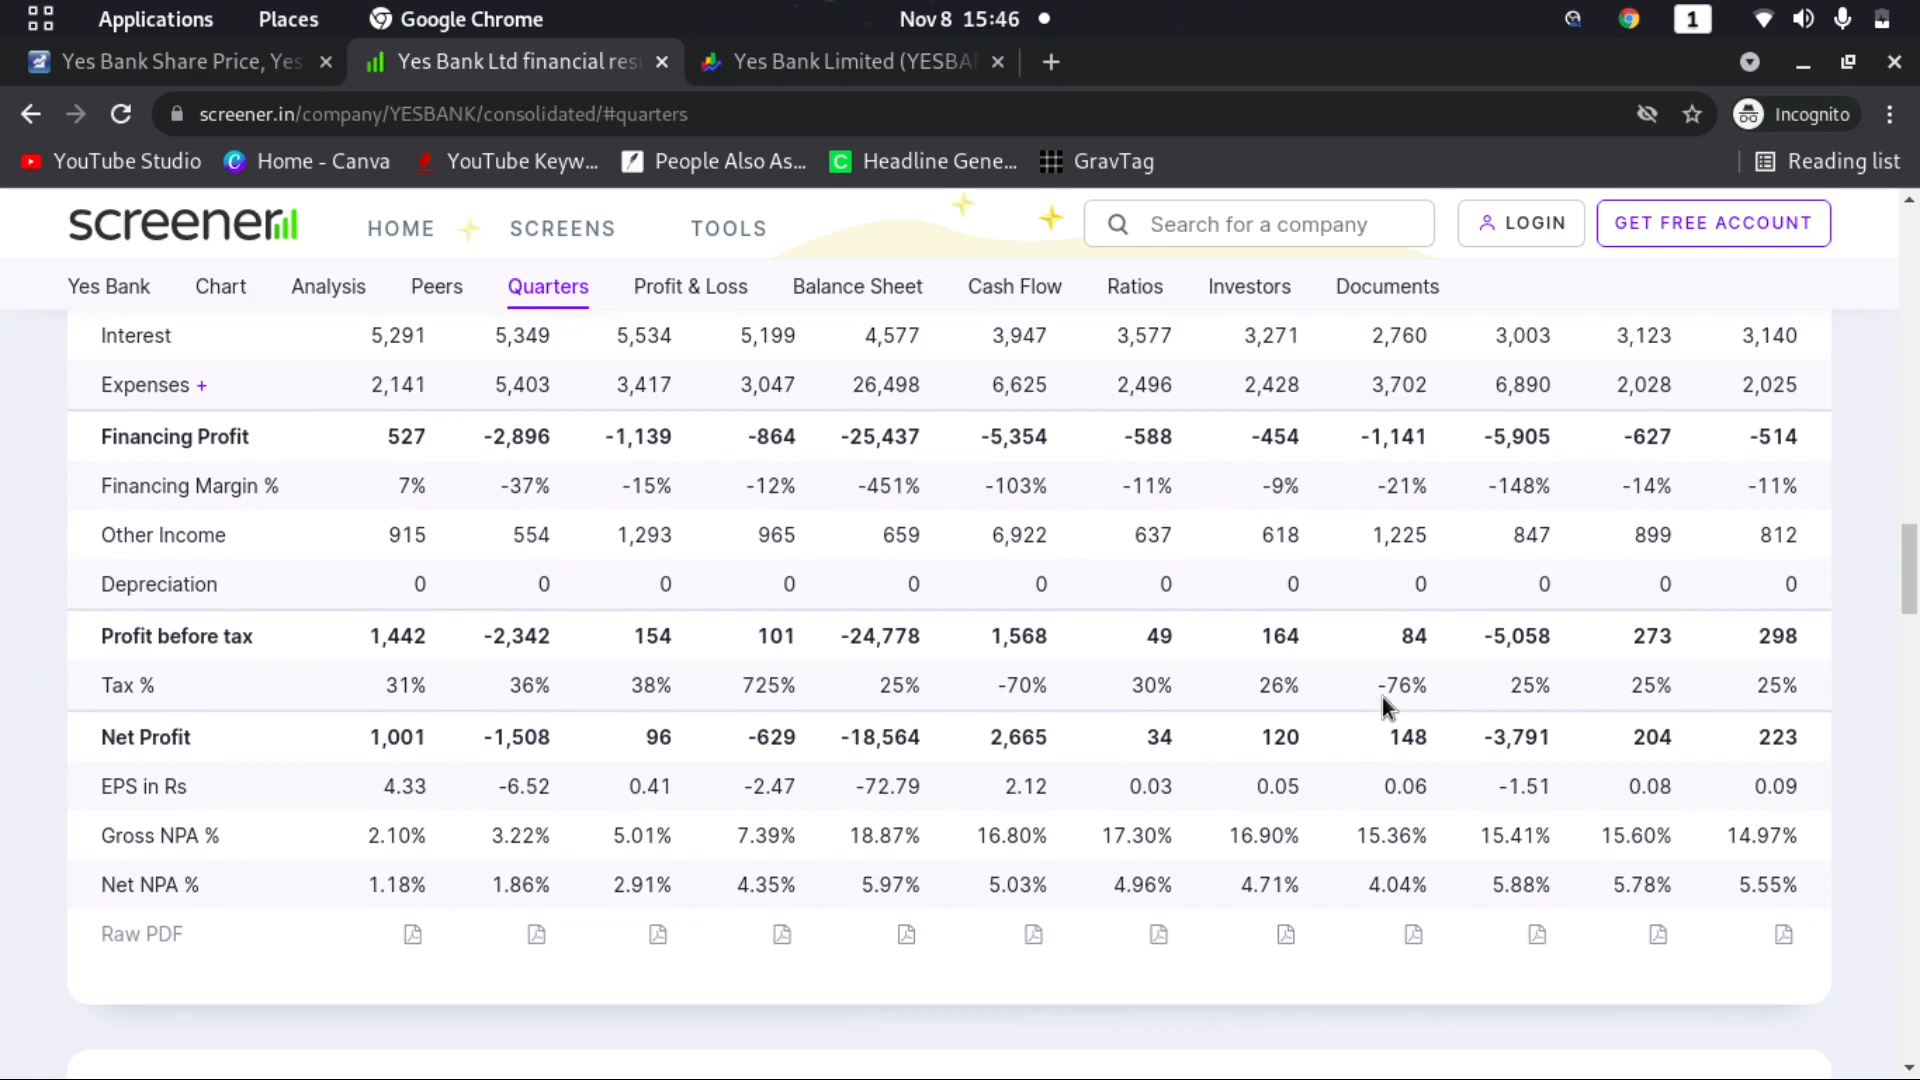 Applications Places Google Chrome Nov 8 15:46 1
Yes Bank Share Price, Yes Yes Bank Ltd financial resu Yes Bank Limited (YESBA
screener.in/company/YESBANK/consolidated/#quarters Incognito
YouTube Studio Home - Canva YouTube Keyw... People Also As... Headline Gene... GravTag Reading list
screener HOME SCREENS TOOLS Search for a company LOGIN GET FREE ACCOUNT
Yes Bank Chart Analysis Peers Quarters Profit & Loss Balance Sheet Cash Flow Ratios Investors Documents
Interest 5,291 5,349 5,534 5,199 4,577 3,947 3,577 3,271 2,760 3,003 3,123 3,140
Expenses + 2,141 5,403 3,417 3,047 26,498 6,625 2,496 2,428 3,702 6,890 2,028 2,025
Financing Profit 527 -2,896 -1,139 -864 -25,437 -5,354 -588 -454 -1,141 -5,905 -627 -514
Financing Margin % 7% -37% -15% -12% -451% -103% -11% -9% -21% -148% -14% -11%
Other Income 915 554 1,293 965 659 6,922 637 618 1,225 847 899 812
Depreciation 0 0 0 0 0 0 0 0 0 0 0 0
Profit before tax 1,442 -2,342 154 101 -24,778 1,568 49 164 84 -5,058 273 298
Tax % 31% 36% 38% 725% 25% -70% 30% 26% -76% 25% 25% 25%
Net Profit 1,001 -1,508 96 -629 -18,564 2,665 34 120 148 -3,791 204 223
EPS in Rs 4.33 -6.52 0.41 -2.47 -72.79 2.12 0.03 0.05 0.06 -1.51 0.08 0.09
Gross NPA % 2.10% 3.22% 5.01% 7.39% 18.87% 16.80% 17.30% 16.90% 15.36% 15.41% 15.60% 14.97%
Net NPA % 1.18% 1.86% 2.91% 4.35% 5.97% 5.03% 4.96% 4.71% 4.04% 5.88% 5.78% 5.55%
Raw PDF